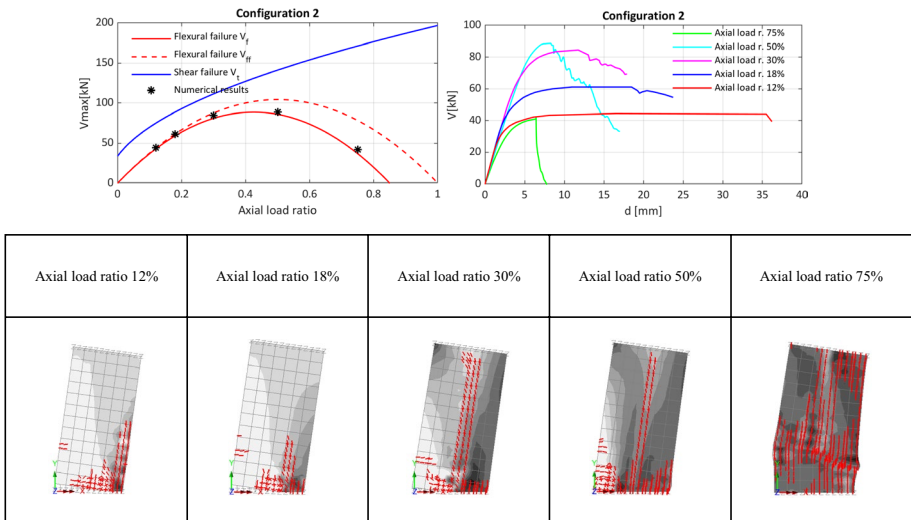 Configuration 2
200
150
100
50
0
Vmax[kN]
Flexural failure V_f
Flexural failure V_ff
Shear failure V_t
Numerical results
0 0.2 0.4 0.6 0.8 1
Axial load ratio
Configuration 2
100
80
60
40
20
0
V[kN]
Axial load r. 75%
Axial load r. 50%
Axial load r. 30%
Axial load r. 18%
Axial load r. 12%
0 5 10 15 20 25 30 35 40
d [mm]
Axial load ratio 12% Axial load ratio 18% Axial load ratio 30% Axial load ratio 50% Axial load ratio 75%
Y Y Y Y Y
Z X Z X Z X Z X Z